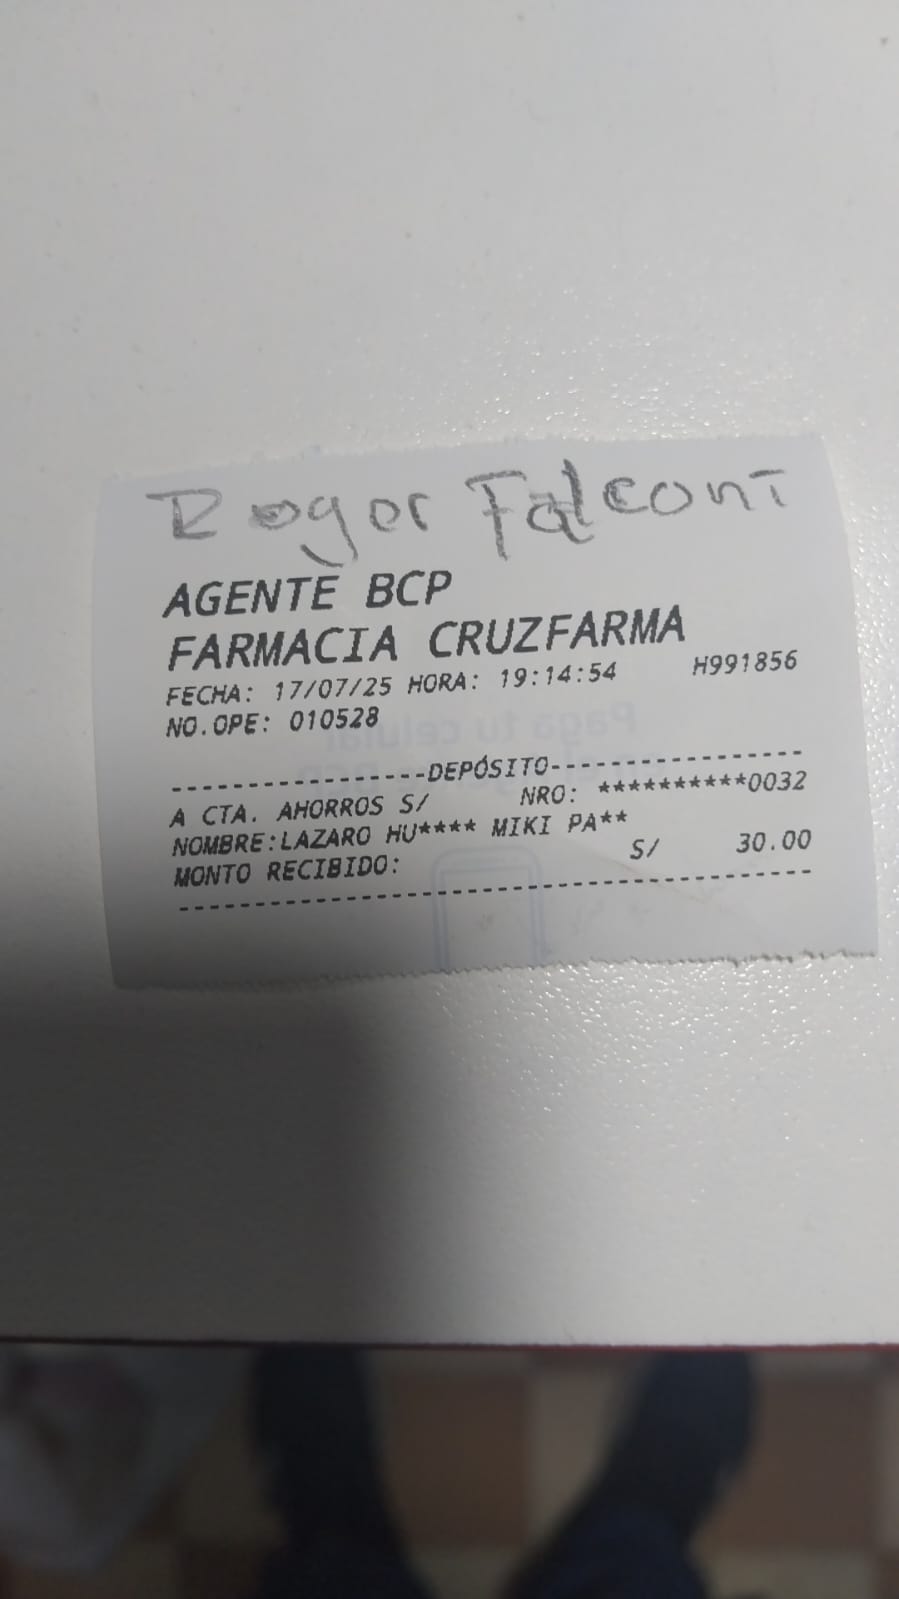 Roger Falconi
AGENTE BCP
FARMACIA CRUZFARMA
FECHA: 17/07/25 HORA: 19:14:54 H991856
NO.OPE: 010528
-----------------DEPÓSITO-----------------
A CTA. AHORROS S/ NRO: **********0032
NOMBRE:LAZARO HU**** MIKI PA**
MONTO RECIBIDO: S/ 30.00
--------------------------------------------------